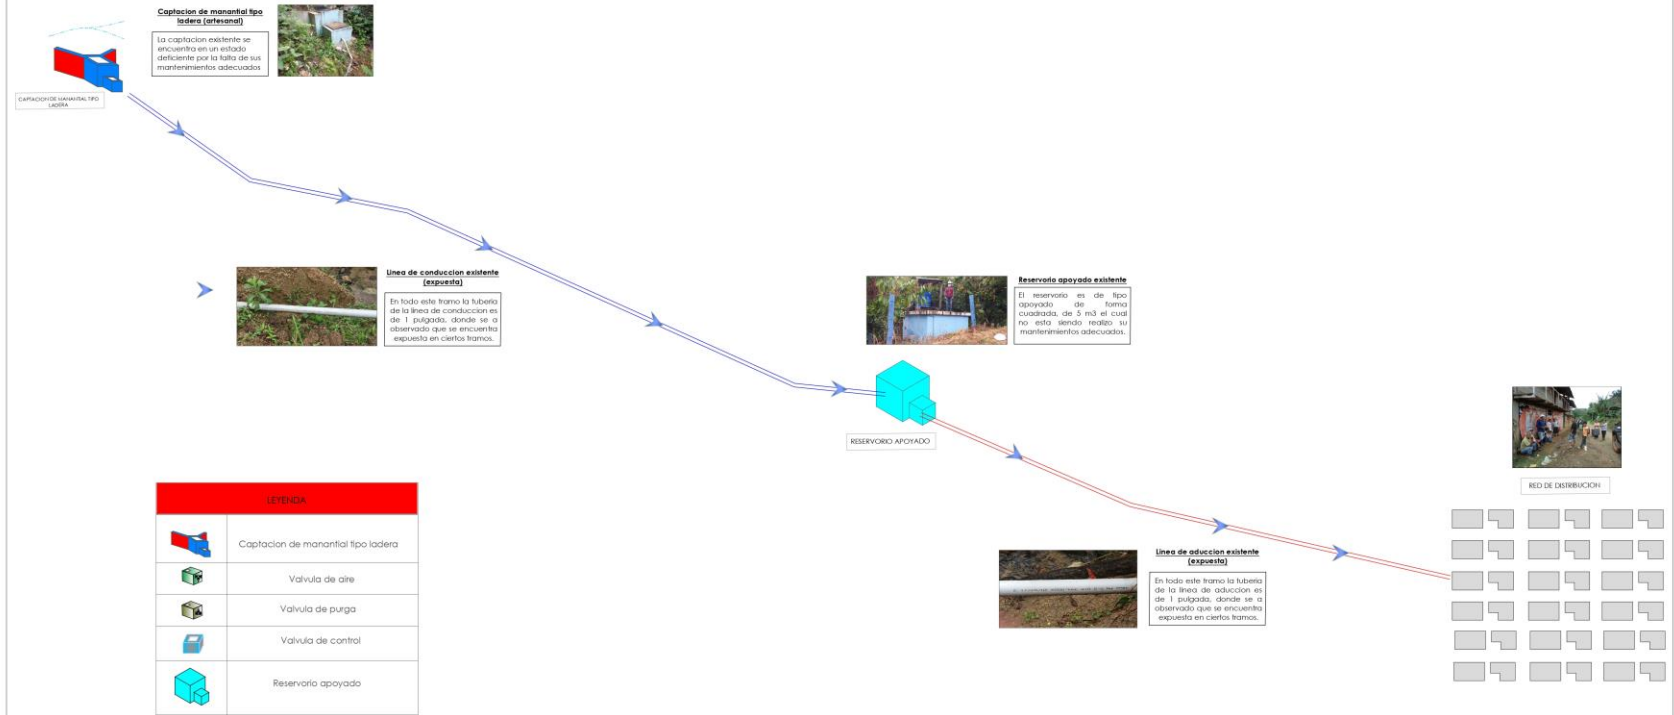 Captacion de manantial tipo
ladera (artesanal)
La captacion existente se
encuentra en un estado
deficiente por la falta de sus
mantenimientos adecuados
CAPTACION DE MANANTIAL TIPO
LADERA
Linea de conduccion existente
(expuesta)
En todo este tramo la tuberia
de la linea de conduccion es
de 1 pulgada, donde se a
observado que se encuentra
expuesta en ciertos tramos.
Reservorio apoyado existente
El reservorio es de tipo
apoyado de forma
cuadrada, de 5 m3 el cual
no esta siendo realizo su
mantenimientos adecuados.
RESERVORIO APOYADO
RED DE DISTRIBUCION
Linea de aduccion existente
(expuesta)
En todo este tramo la tuberia
de la linea de aduccion es
de 1 pulgada, donde se a
observado que se encuentra
expuesta en ciertos tramos.
LEYENDA
Captacion de manantial tipo ladera
Valvula de aire
Valvula de purga
Valvula de control
Reservorio apoyado